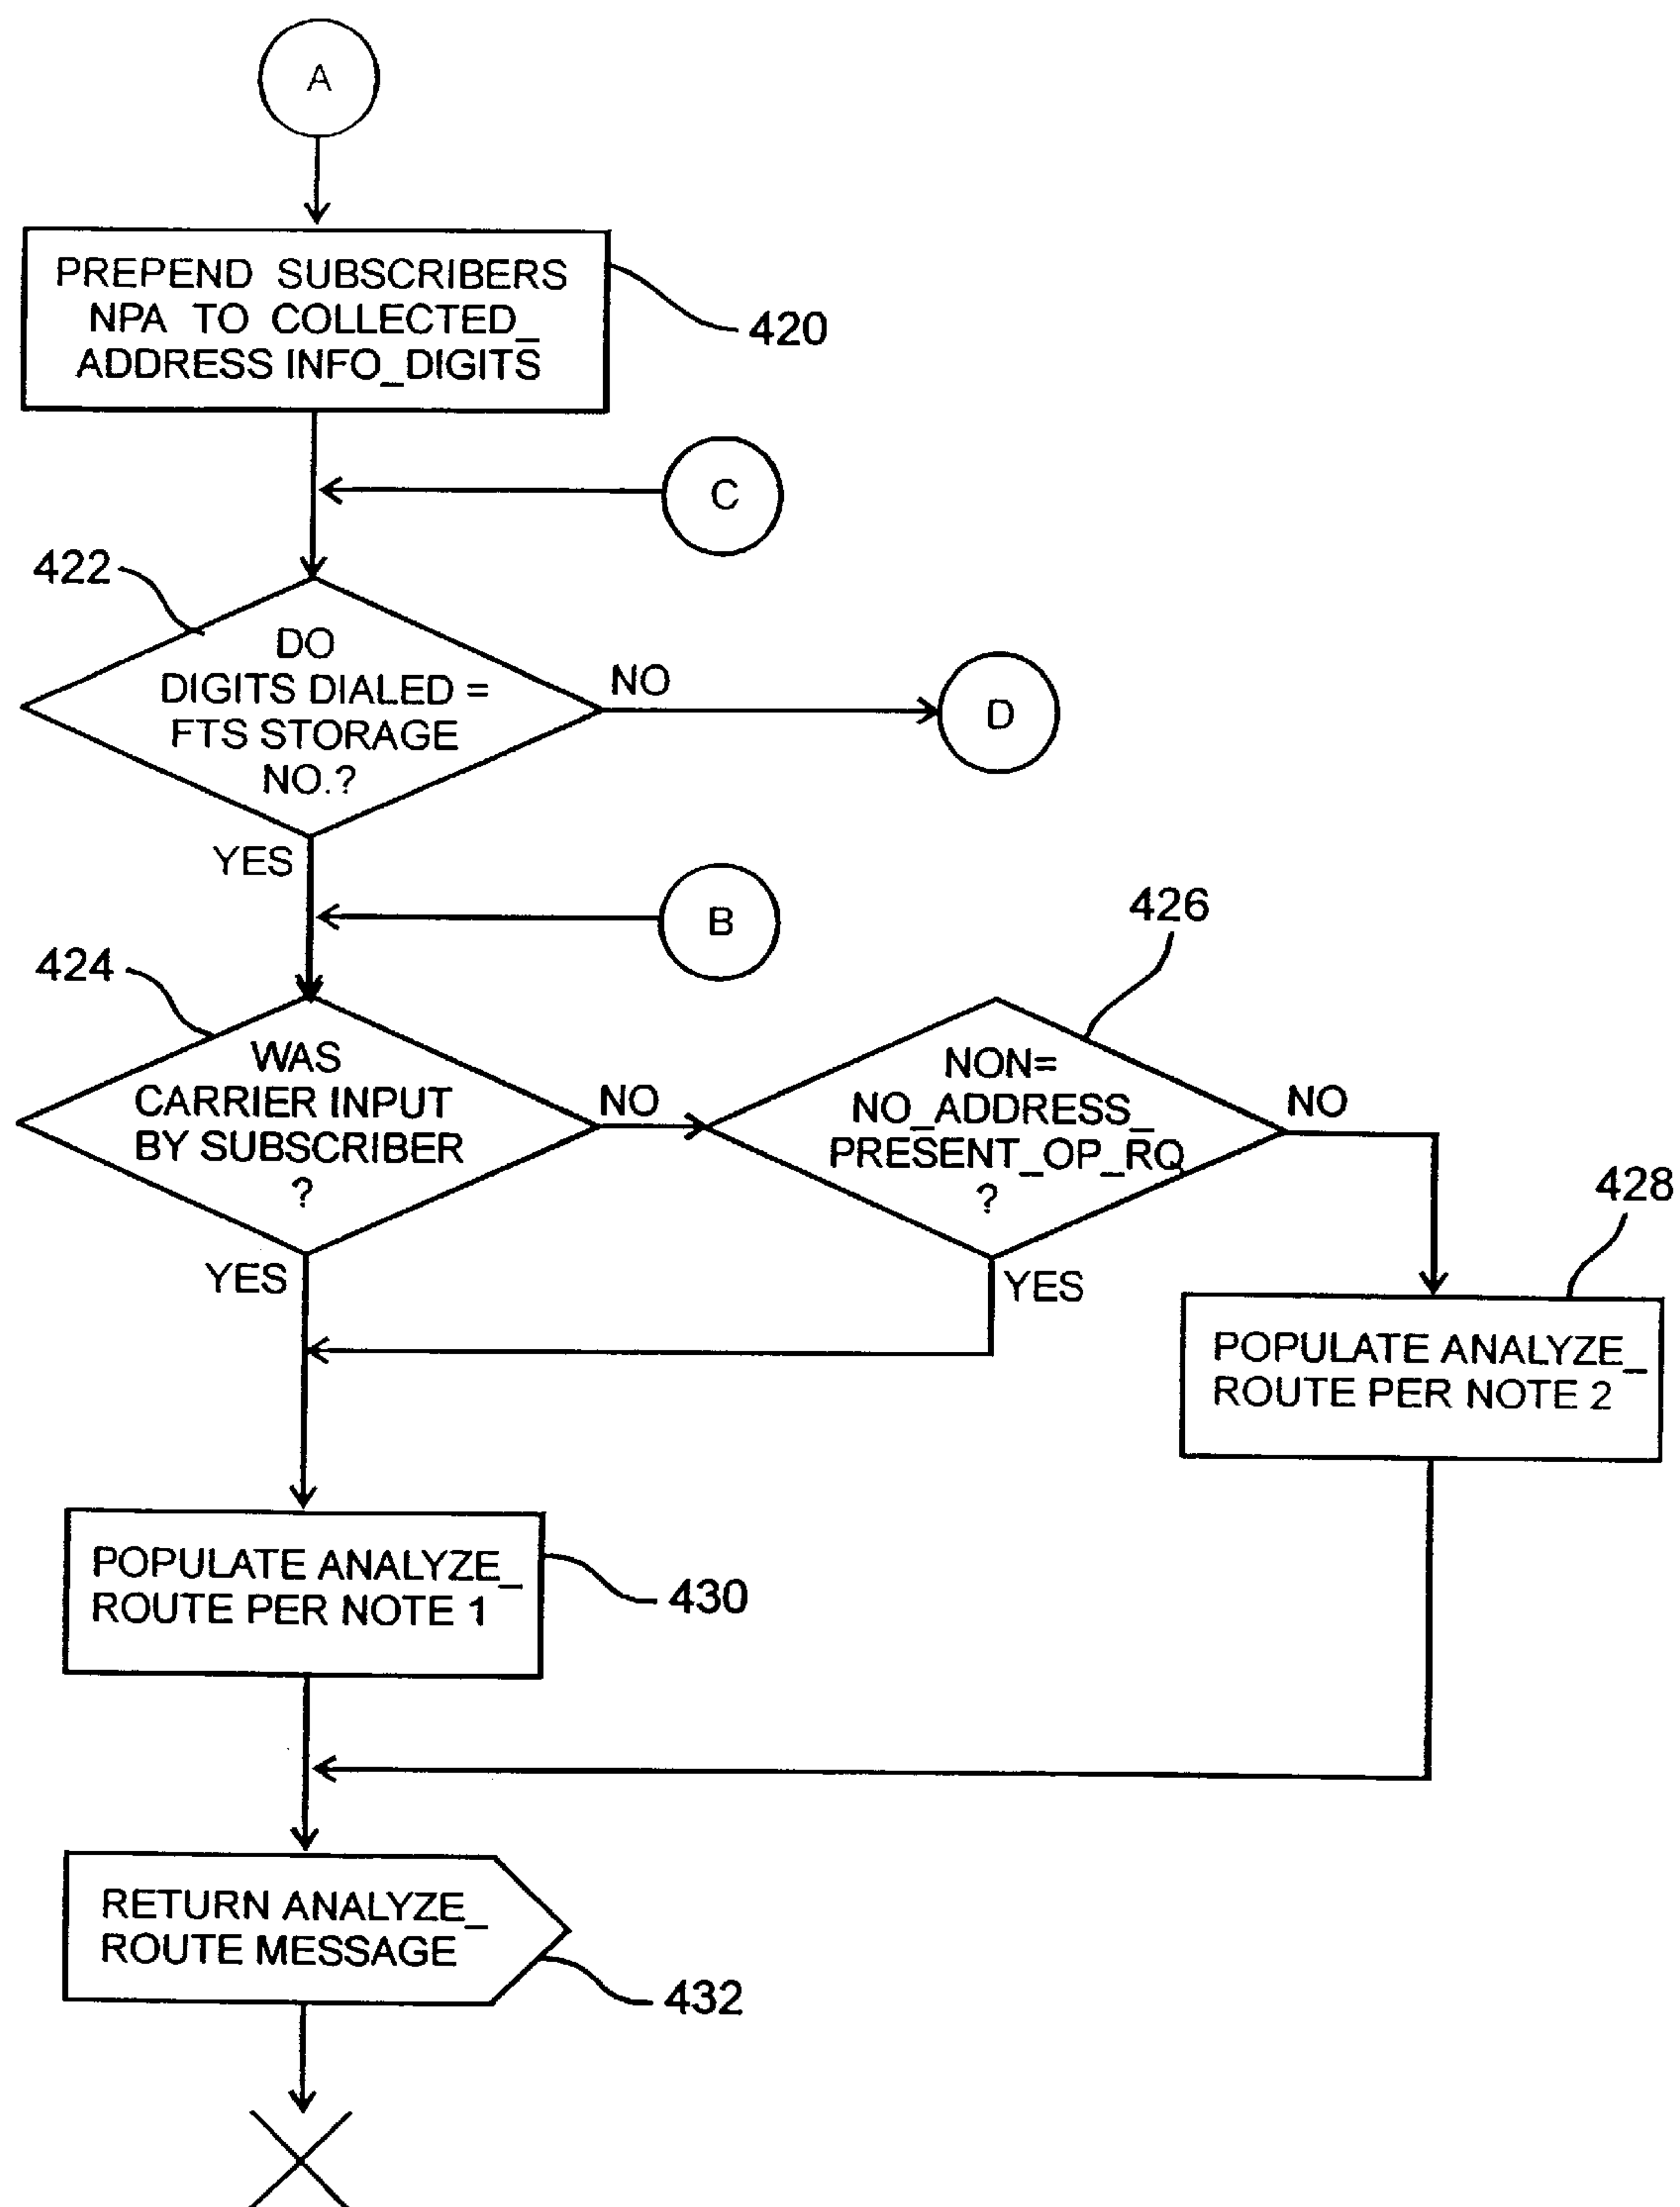 A
PREPEND SUBSCRIBERS
NPA TO COLLECTED_
ADDRESS INFO_DIGITS
420
C
422
DO
DIGITS DIALED =
FTS STORAGE
NO.?
NO
D
YES
B
424
WAS
CARRIER INPUT
BY SUBSCRIBER
?
NO
426
NON=
NO_ADDRESS_
PRESENT_OP_RQ
?
NO
YES
YES
428
POPULATE ANALYZE_
ROUTE PER NOTE 2
POPULATE ANALYZE_
ROUTE PER NOTE 1
430
RETURN ANALYZE_
ROUTE MESSAGE
432